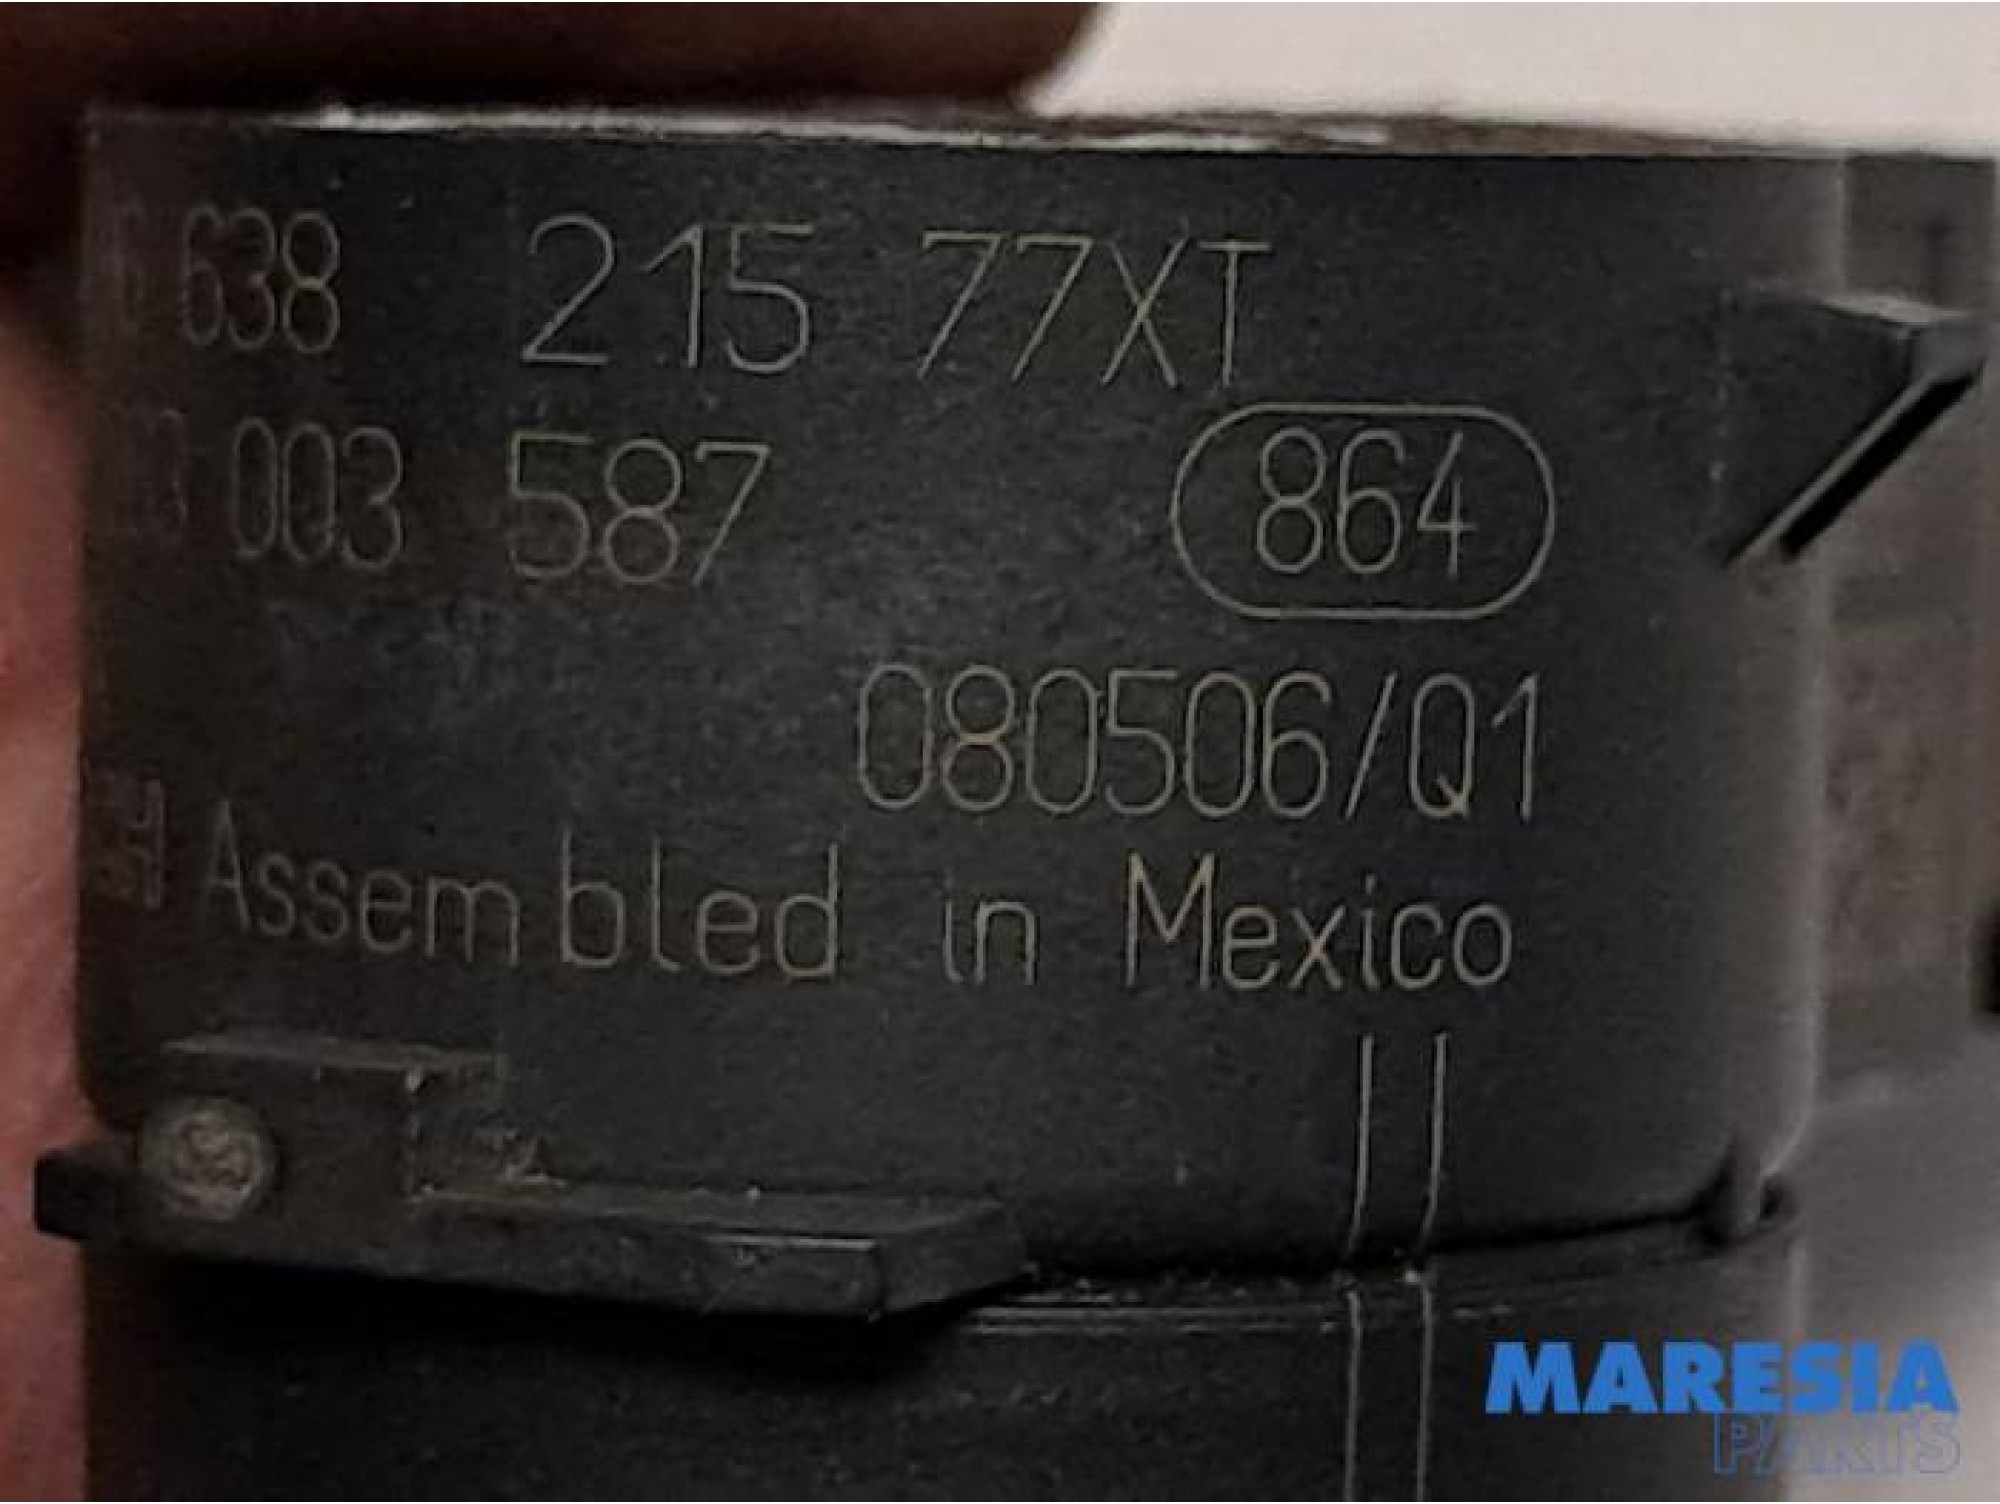 638 215 77XT
003 587 864
080506/Q1
Assembled in Mexico
MARESIA
PARTS